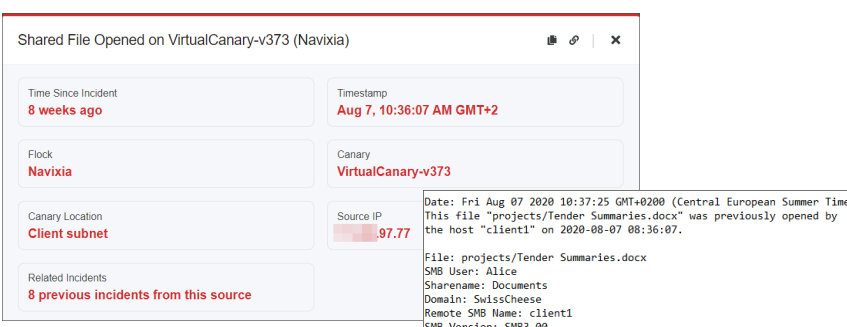 Shared File Opened on VirtualCanary-v373 (Navixia)
Time Since Incident
8 weeks ago
Timestamp
Aug 7, 10:36:07 AM GMT+2
Flock
Navixia
Canary
VirtualCanary-v373
Canary Location
Client subnet
Source IP
.97.77
Related Incidents
8 previous incidents from this source
Date: Fri Aug 07 2020 10:37:25 GMT+0200 (Central European Summer Time
This file "projects/Tender Summaries.docx" was previously opened by
the host "client1" on 2020-08-07 08:36:07.
File: projects/Tender Summaries.docx
SMB User: Alice
Sharename: Documents
Domain: SwissCheese
Remote SMB Name: client1
SMB Version: SMB3_00